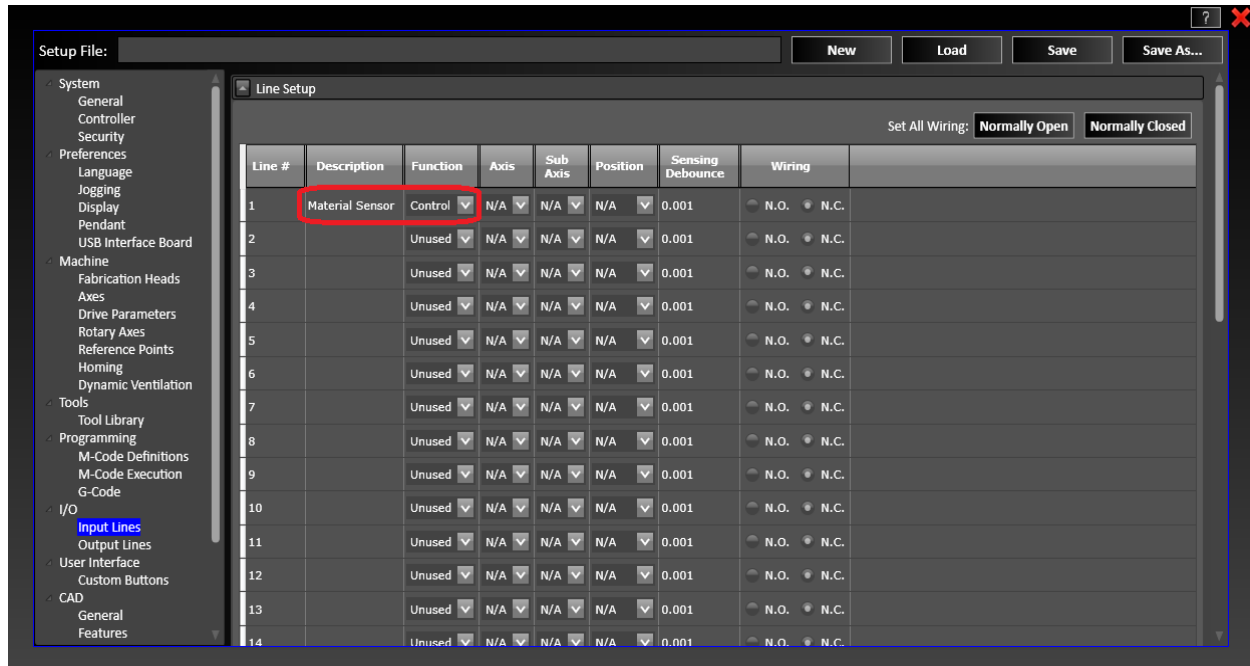 ?
Setup File: New Load Save Save As...
System
General
Controller
Security
Preferences
Language
Jogging
Display
Pendant
USB Interface Board
Machine
Fabrication Heads
Axes
Drive Parameters
Rotary Axes
Reference Points
Homing
Dynamic Ventilation
Tools
Tool Library
Programming
M-Code Definitions
M-Code Execution
G-Code
I/O
Input Lines
Output Lines
User Interface
Custom Buttons
CAD
General
Features
Line Setup
Set All Wiring: Normally Open Normally Closed
Line # Description Function Axis Sub Axis Position Sensing Debounce Wiring
1 Material Sensor Control N/A N/A N/A 0.001 N.O. N.C.
2 Unused N/A N/A N/A 0.001 N.O. N.C.
3 Unused N/A N/A N/A 0.001 N.O. N.C.
4 Unused N/A N/A N/A 0.001 N.O. N.C.
5 Unused N/A N/A N/A 0.001 N.O. N.C.
6 Unused N/A N/A N/A 0.001 N.O. N.C.
7 Unused N/A N/A N/A 0.001 N.O. N.C.
8 Unused N/A N/A N/A 0.001 N.O. N.C.
9 Unused N/A N/A N/A 0.001 N.O. N.C.
10 Unused N/A N/A N/A 0.001 N.O. N.C.
11 Unused N/A N/A N/A 0.001 N.O. N.C.
12 Unused N/A N/A N/A 0.001 N.O. N.C.
13 Unused N/A N/A N/A 0.001 N.O. N.C.
14 Unused N/A N/A N/A 0.001 N.O. N.C.